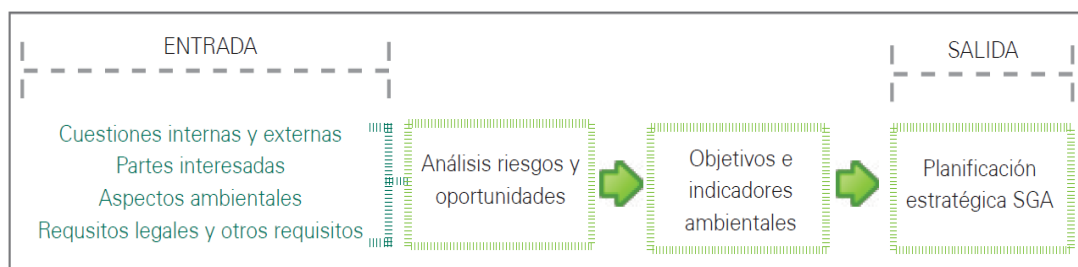 ENTRADA
SALIDA
Cuestiones internas y externas
Partes interesadas
Aspectos ambientales
Requsitos legales y otros requisitos
Análisis riesgos y
oportunidades
Objetivos e
indicadores
ambientales
Planificación
estratégica SGA